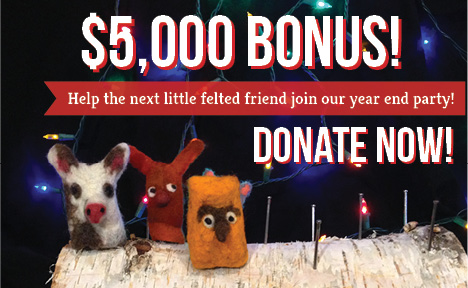 $5,000 BONUS!
Help the next little felted friend join our year end party!
DONATE NOW!